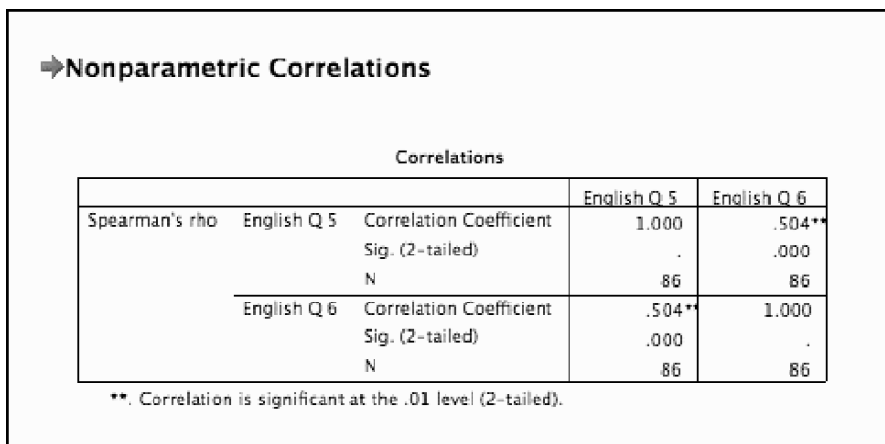 Nonparametric Correlations
Correlations
English Q 5 English Q 6
Spearman's rho English Q 5 Correlation Coefficient 1.000 .504**
Sig. (2-tailed) . .000
N 86 86
English Q 6 Correlation Coefficient .504** 1.000
Sig. (2-tailed) .000 .
N 86 86
**. Correlation is significant at the .01 level (2-tailed).